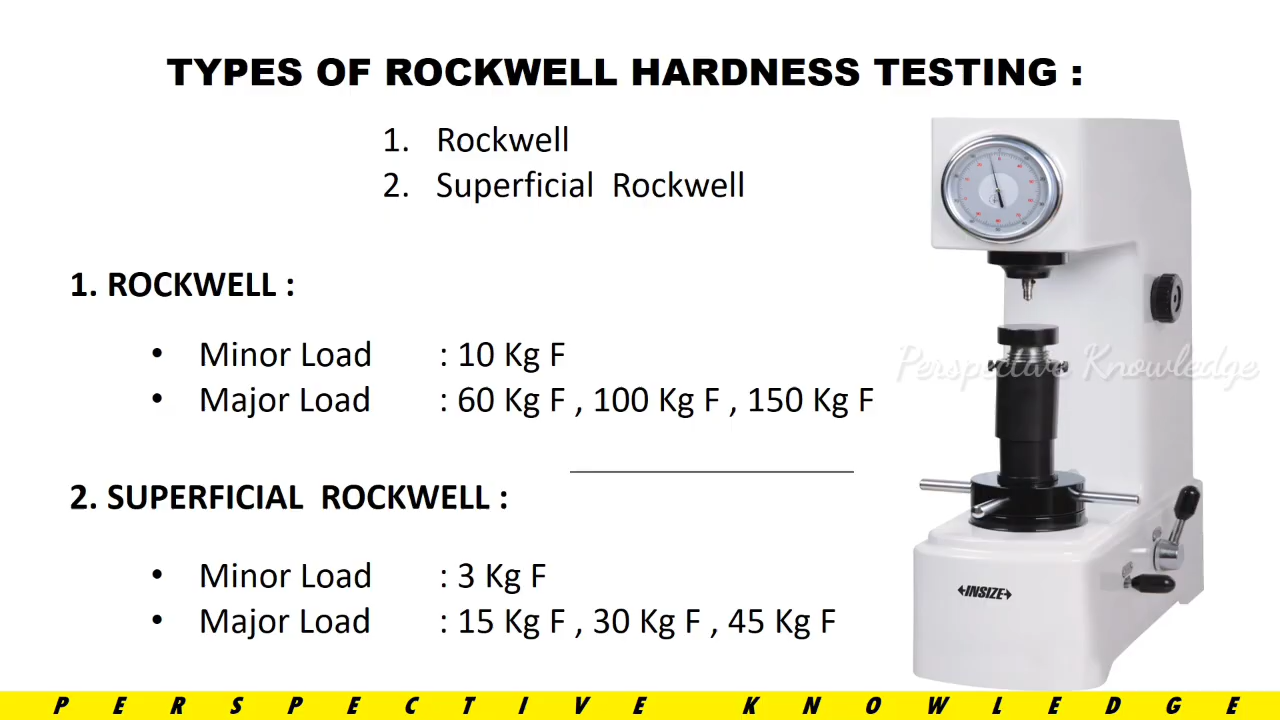 TYPES OF ROCKWELL HARDNESS TESTING :
1. Rockwell
2. Superficial Rockwell
1. ROCKWELL :
• Minor Load : 10 Kg F
• Major Load : 60 Kg F , 100 Kg F , 150 Kg F
Perspective Knowledge
2. SUPERFICIAL ROCKWELL :
• Minor Load : 3 Kg F
• Major Load : 15 Kg F , 30 Kg F , 45 Kg F
INSIZE
PERSPECTIVE KNOWLEDGE